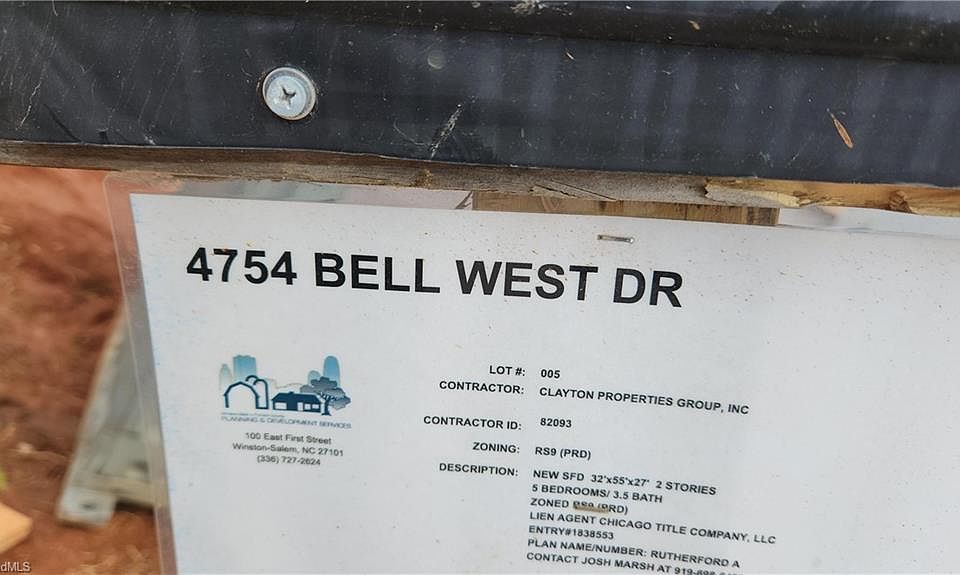 4754 BELL WEST DR
PLANNING & DEVELOPMENT SERVICES
100 East First Street
Winston-Salem, NC 27101
(336) 727-2624
LOT #: 005
CONTRACTOR: CLAYTON PROPERTIES GROUP, INC
CONTRACTOR ID: 82093
ZONING: RS9 (PRD)
DESCRIPTION: NEW SFD 32'x55'x27' 2 STORIES
5 BEDROOMS/ 3.5 BATH
ZONED RS9 (PRD)
LIEN AGENT CHICAGO TITLE COMPANY, LLC
ENTRY#1838553
PLAN NAME/NUMBER: RUTHERFORD A
CONTACT JOSH MARSH AT
dMLS